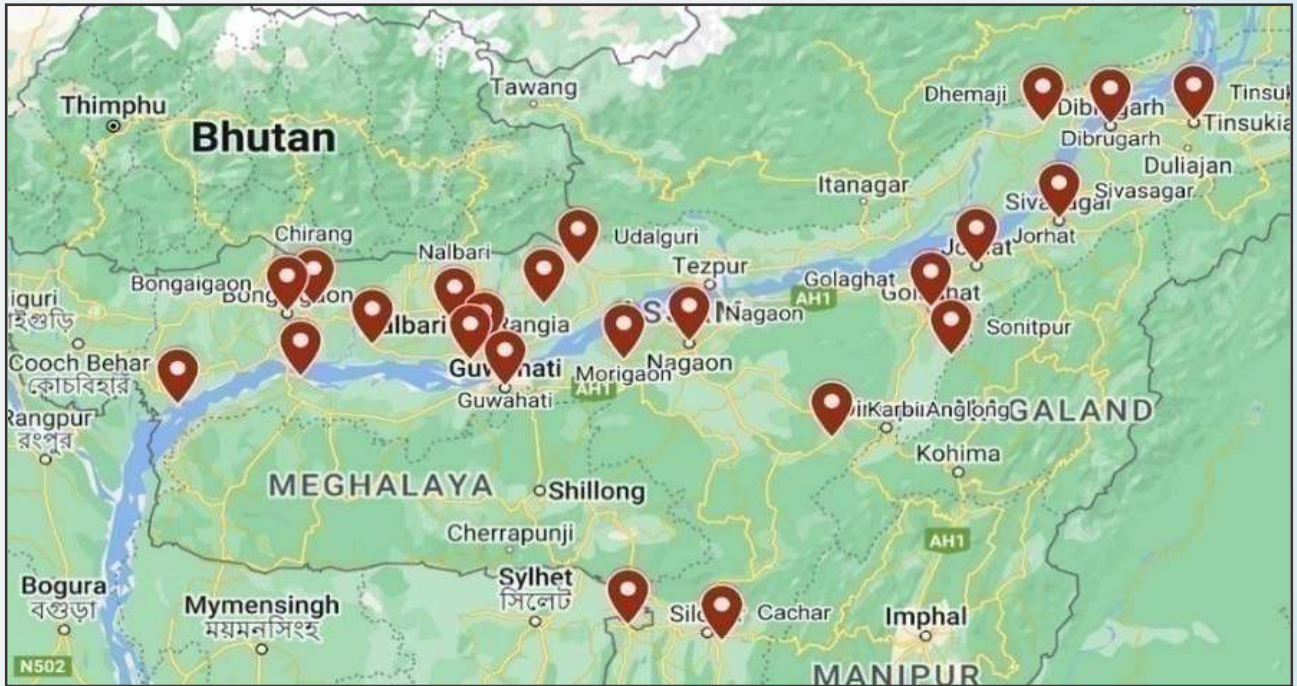 Tawang
Thimphu
Bhutan
Dhemaji
Dibrugarh
Tinsukia
Dibrugarh
Duliajan
Itanagar
Sivasagar
Chirang
Nalbari
Udalguri
Jorhat
Bongaigaon
Tezpur
Golaghat
AH1
Nagaon
Rangia
Sonitpur
Cooch Behar
কোচবিহার
Guwahati
Morigaon
Nagaon
AH1
Guwahati
Rangpur
রংপুর
Karbi Anglong
NAGALAND
Kohima
MEGHALAYA
Shillong
Cherrapunji
AH1
Bogura
বগুড়া
Mymensingh
ময়মনসিংহ
Sylhet
সিলেট
Cachar
Imphal
N502
MANIPUR